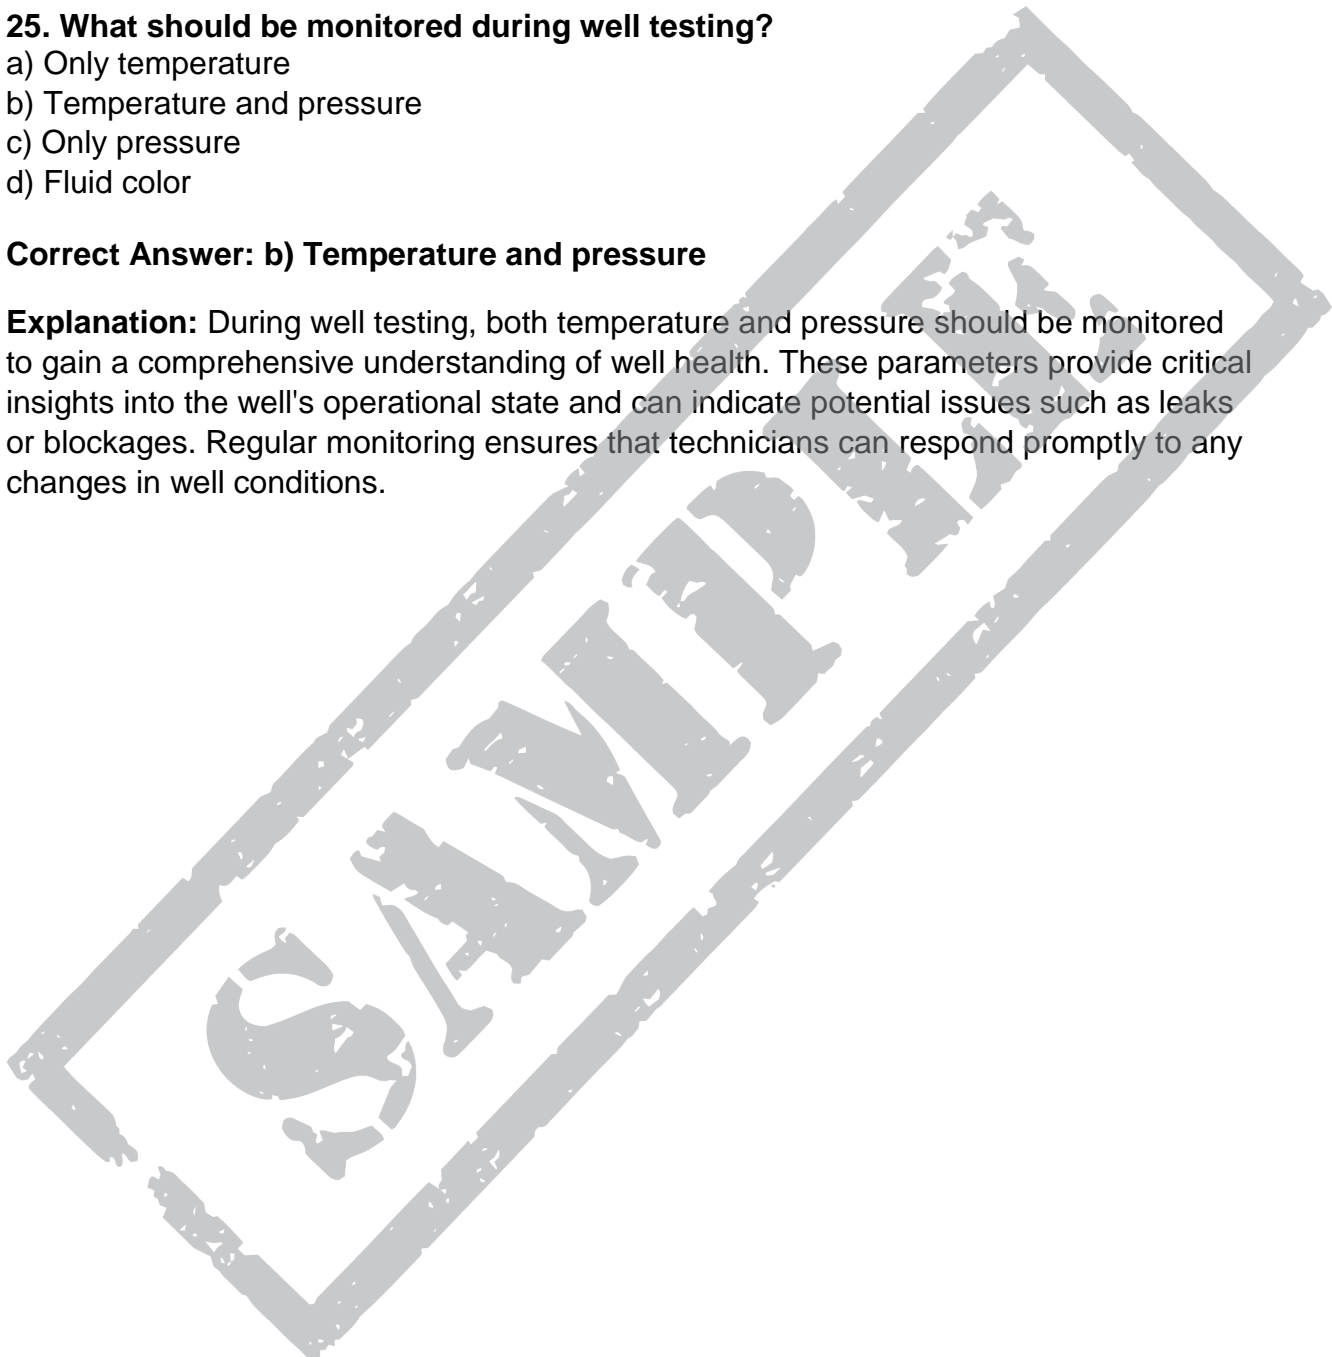 25. What should be monitored during well testing?
a) Only temperature
b) Temperature and pressure
c) Only pressure
d) Fluid color
Correct Answer: b) Temperature and pressure
Explanation: During well testing, both temperature and pressure should be monitored
to gain a comprehensive understanding of well health. These parameters provide critical
insights into the well's operational state and can indicate potential issues such as leaks
or blockages. Regular monitoring ensures that technicians can respond promptly to any
changes in well conditions.
SAMPLE